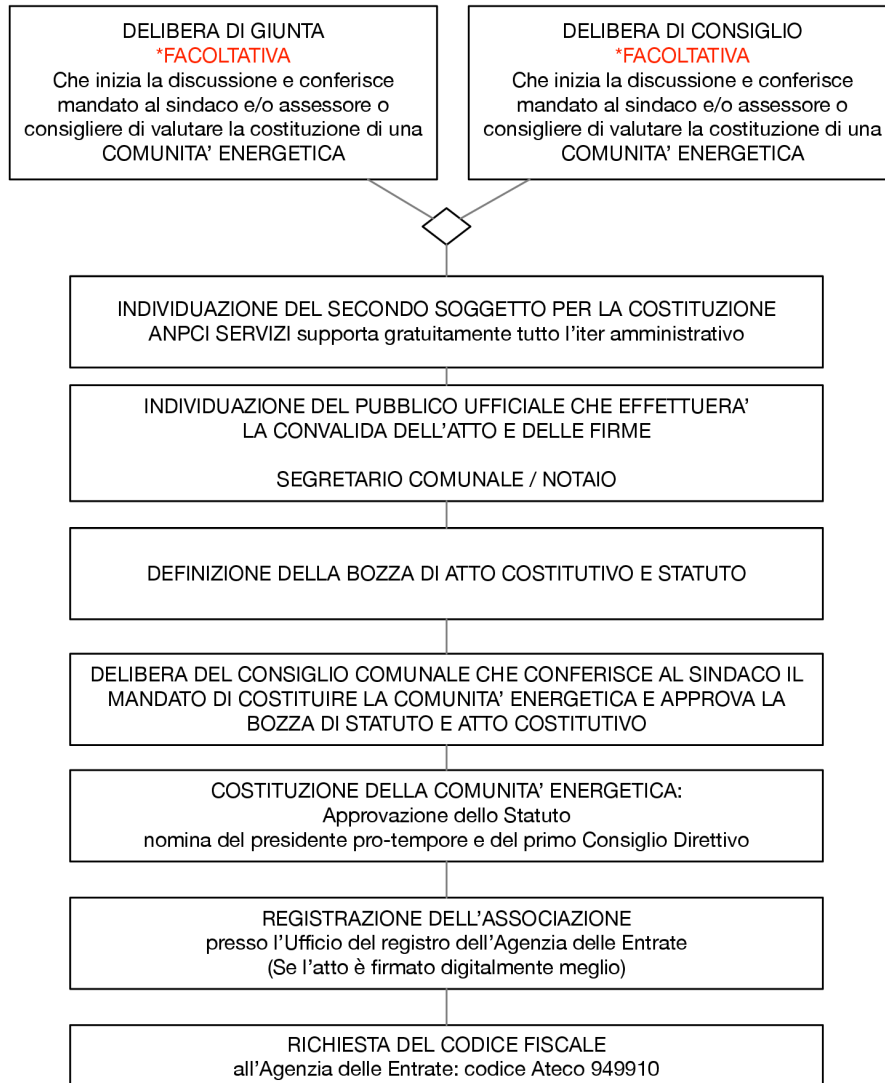 DELIBERA DI GIUNTA
*FACOLTATIVA
Che inizia la discussione e conferisce
mandato al sindaco e/o assessore o
consigliere di valutare la costituzione di una
COMUNITA' ENERGETICA
DELIBERA DI CONSIGLIO
*FACOLTATIVA
Che inizia la discussione e conferisce
mandato al sindaco e/o assessore o
consigliere di valutare la costituzione di una
COMUNITA' ENERGETICA
INDIVIDUAZIONE DEL SECONDO SOGGETTO PER LA COSTITUZIONE
ANPCI SERVIZI supporta gratuitamente tutto l'iter amministrativo
INDIVIDUAZIONE DEL PUBBLICO UFFICIALE CHE EFFETTUERA'
LA CONVALIDA DELL'ATTO E DELLE FIRME
SEGRETARIO COMUNALE / NOTAIO
DEFINIZIONE DELLA BOZZA DI ATTO COSTITUTIVO E STATUTO
DELIBERA DEL CONSIGLIO COMUNALE CHE CONFERISCE AL SINDACO IL
MANDATO DI COSTITUIRE LA COMUNITA' ENERGETICA E APPROVA LA
BOZZA DI STATUTO E ATTO COSTITUTIVO
COSTITUZIONE DELLA COMUNITA' ENERGETICA:
Approvazione dello Statuto
nomina del presidente pro-tempore e del primo Consiglio Direttivo
REGISTRAZIONE DELL'ASSOCIAZIONE
presso l'Ufficio del registro dell'Agenzia delle Entrate
(Se l'atto è firmato digitalmente meglio)
RICHIESTA DEL CODICE FISCALE
all'Agenzia delle Entrate: codice Ateco 949910